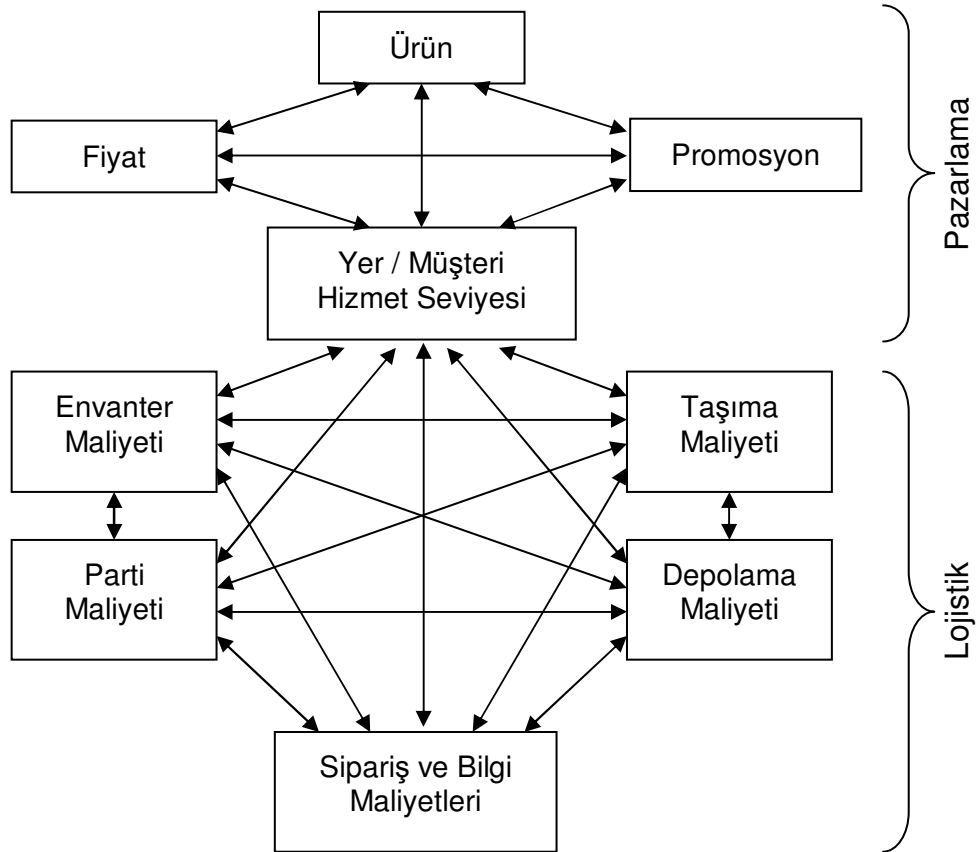 Ürün
Fiyat
Promosyon
Pazarlama
Yer / Müşteri
Hizmet Seviyesi
Envanter
Maliyeti
Taşıma
Maliyeti
Parti
Maliyeti
Depolama
Maliyeti
Lojistik
Sipariş ve Bilgi
Maliyetleri